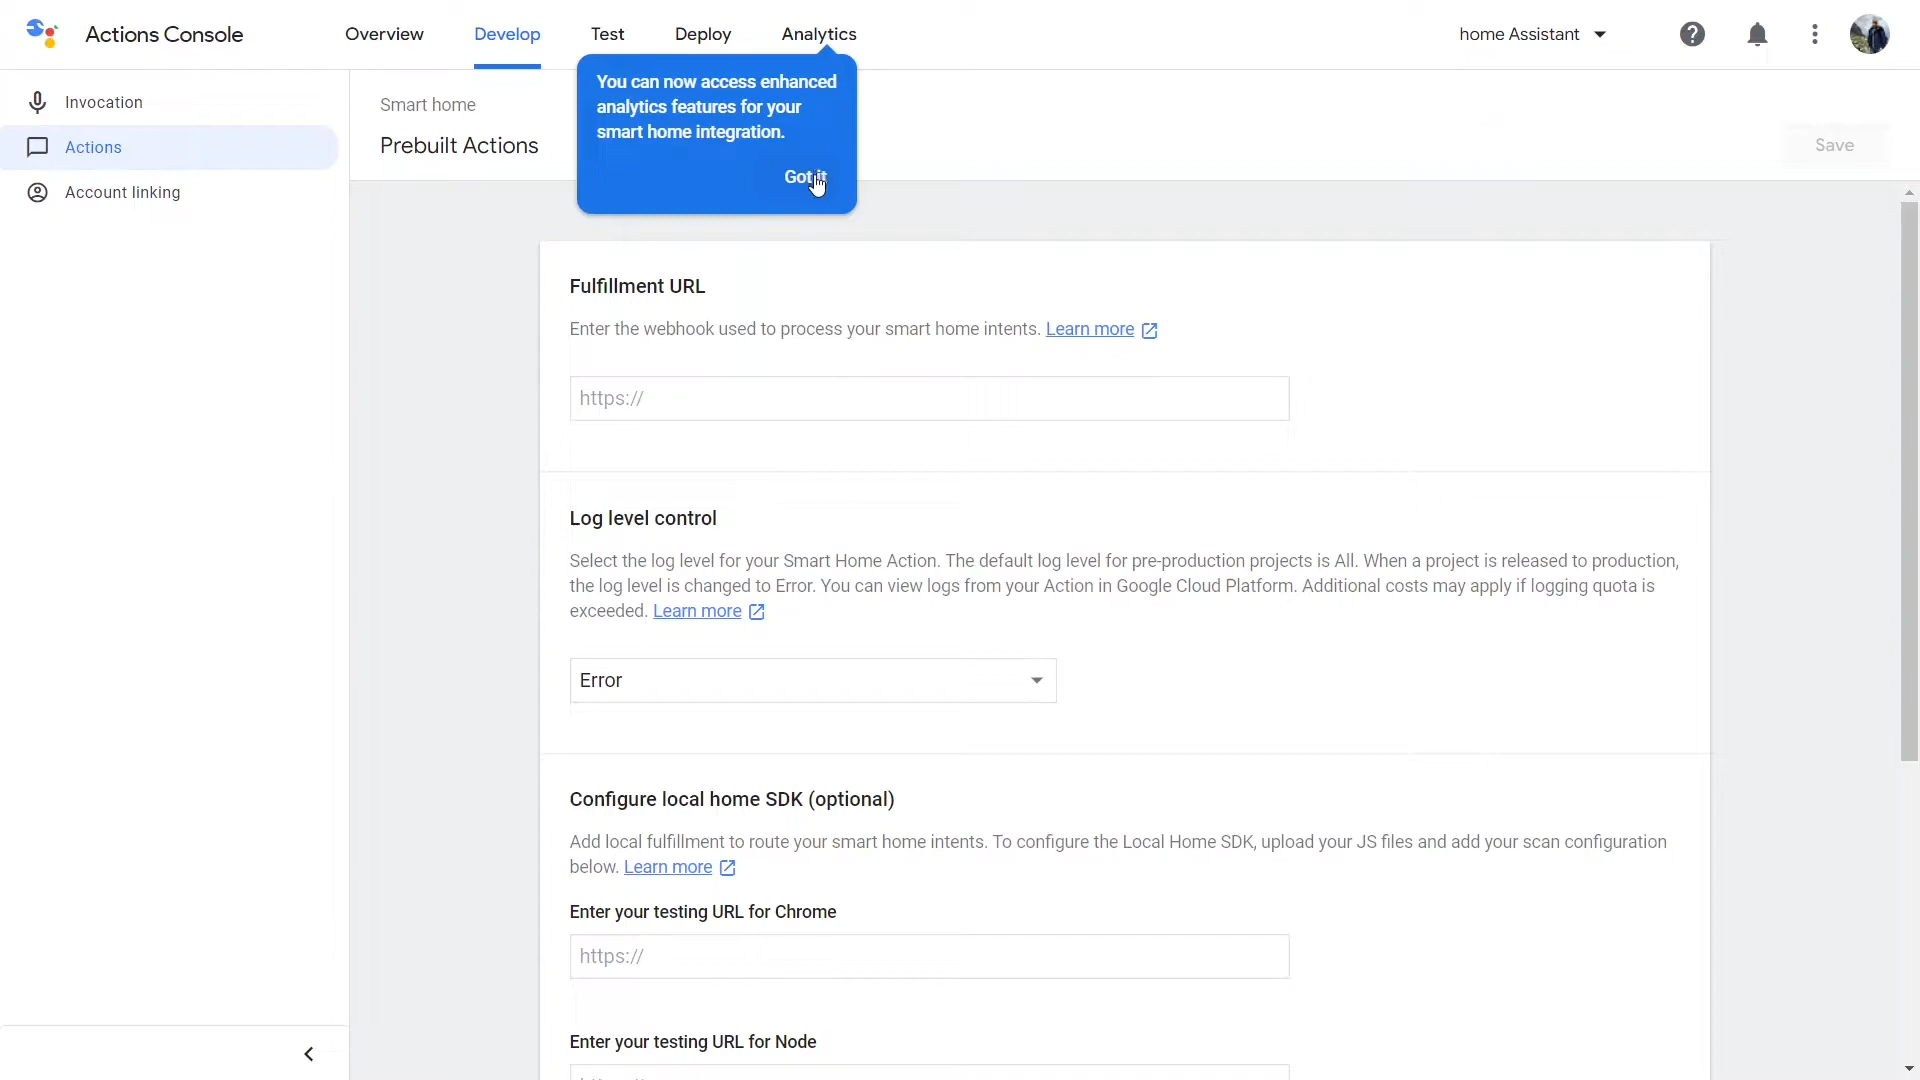 Actions Console
Overview
Develop
Test
Deploy
Analytics
home Assistant
Invocation
Actions
Account linking
Smart home
Prebuilt Actions
You can now access enhanced
analytics features for your
smart home integration.
Got it
Save
Fulfillment URL
Enter the webhook used to process your smart home intents. Learn more
https://
Log level control
Select the log level for your Smart Home Action. The default log level for pre-production projects is All. When a project is released to production,
the log level is changed to Error. You can view logs from your Action in Google Cloud Platform. Additional costs may apply if logging quota is
exceeded. Learn more
Error
Configure local home SDK (optional)
Add local fulfillment to route your smart home intents. To configure the Local Home SDK, upload your JS files and add your scan configuration
below. Learn more
Enter your testing URL for Chrome
https://
Enter your testing URL for Node